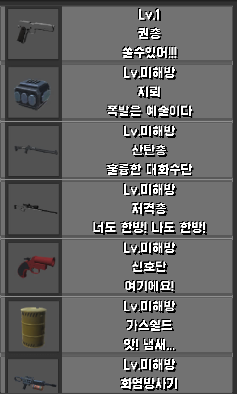 Lv.1
권총
쏠수있어!!!
Lv.미해방
지뢰
폭발은 예술이다
Lv.미해방
산탄총
훌륭한 대화수단
Lv.미해방
저격총
너도 한방! 나도 한방!
Lv.미해방
신호탄
여기에요!
Lv.미해방
가스쉴드
앗! 냄새...
Lv.미해방
화염방사기